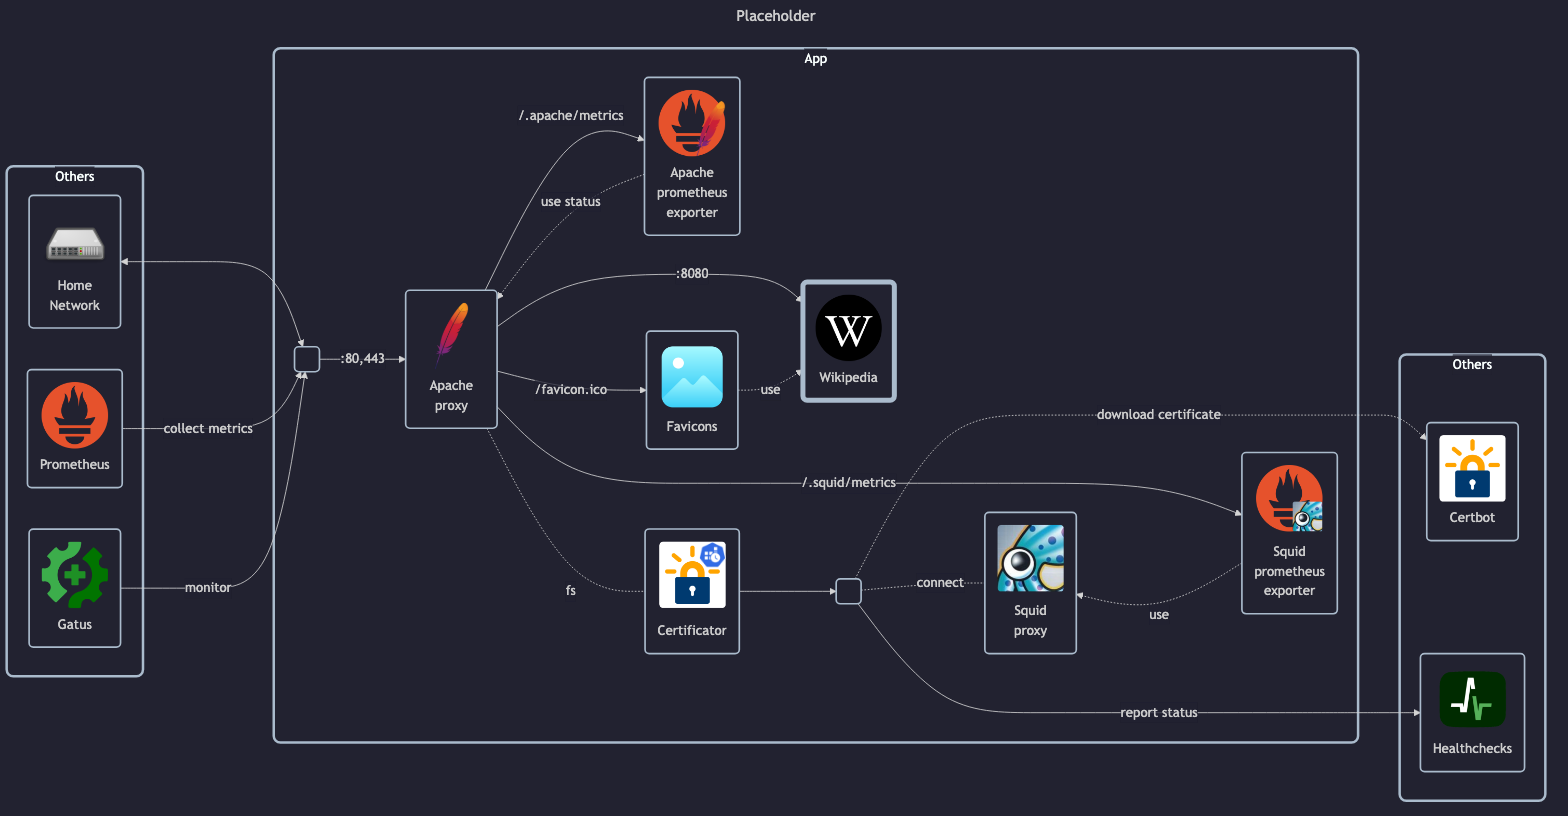 Placeholder
App
/.apache/metrics
Apache
prometheus
exporter
use status
Others
Home
Network
:8080
W
Wikipedia
:80,443
Apache
proxy
/favicon.ico
Favicons
use
Others
download certificate
Certbot
collect metrics
Prometheus
/.squid/metrics
Squid
prometheus
exporter
monitor
Gatus
fs
Certificator
connect
Squid
proxy
use
report status
Healthchecks